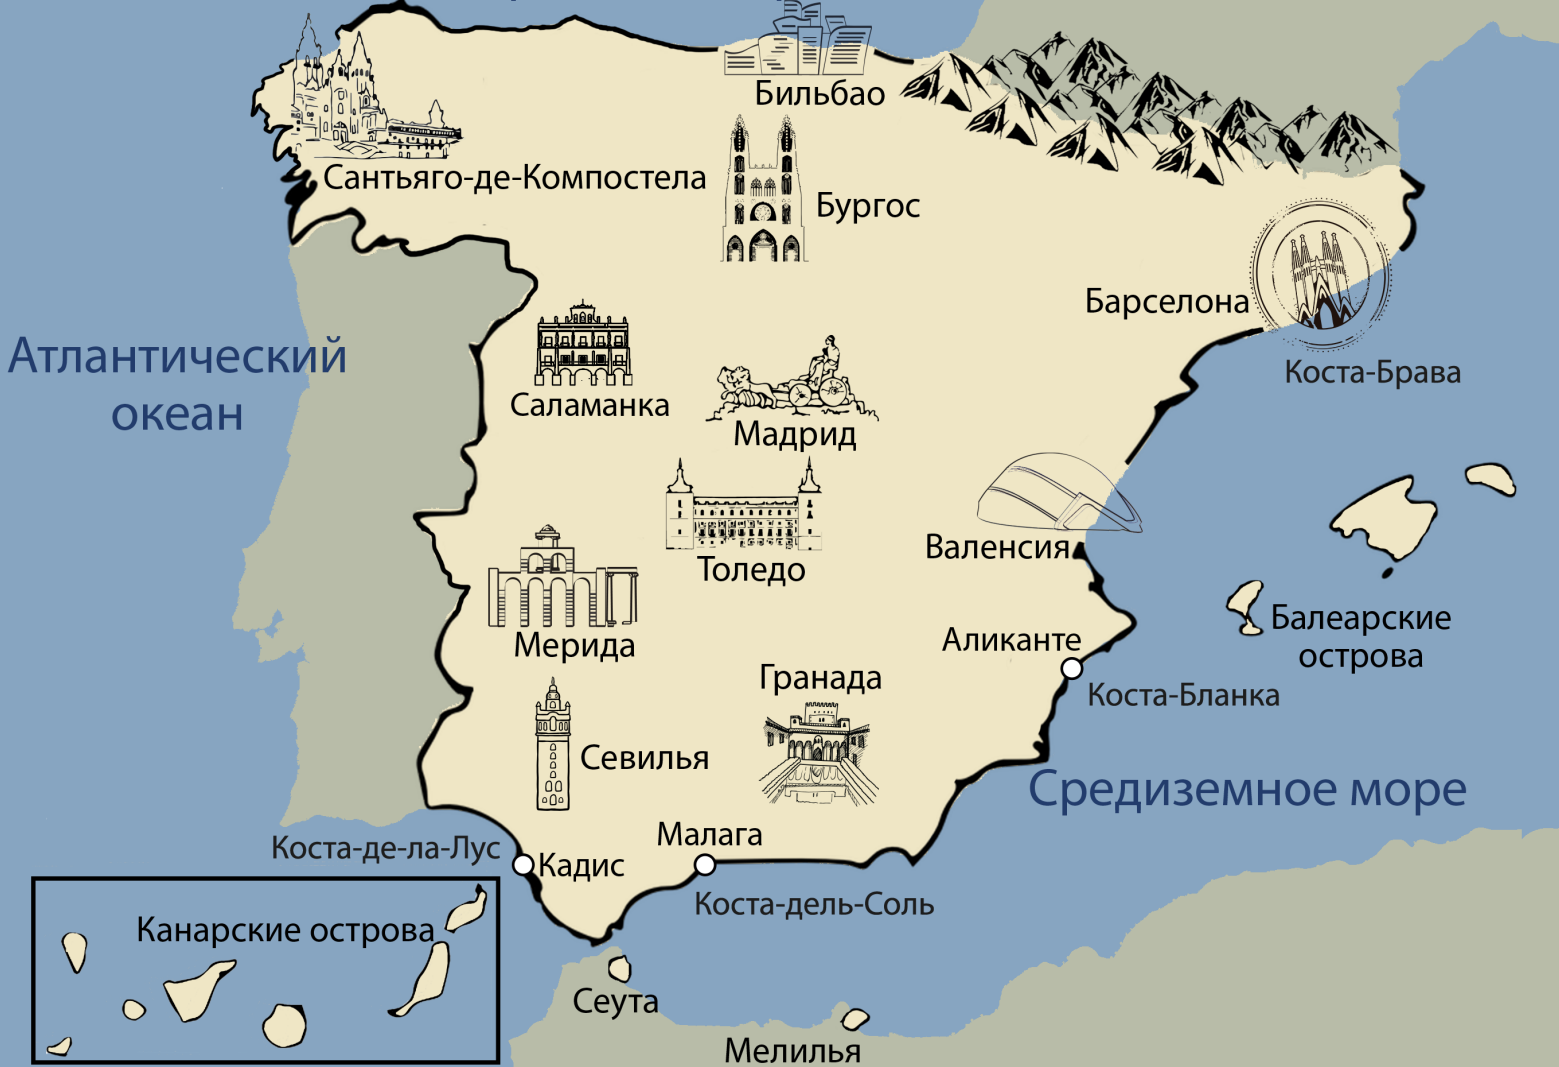 Бильбао
Сантьяго-де-Компостела
Бургос
Барселона
Коста-Брава
Атлантический
океан
Саламанка
Мадрид
Валенсия
Толедо
Мерида
Балеарские
острова
Аликante
Коста-Бланка
Гранада
Севилья
Средиземное море
Малага
Коста-де-ла-Лус
Кадис
Коста-дель-Соль
Канарские острова
Сеута
Мелилья